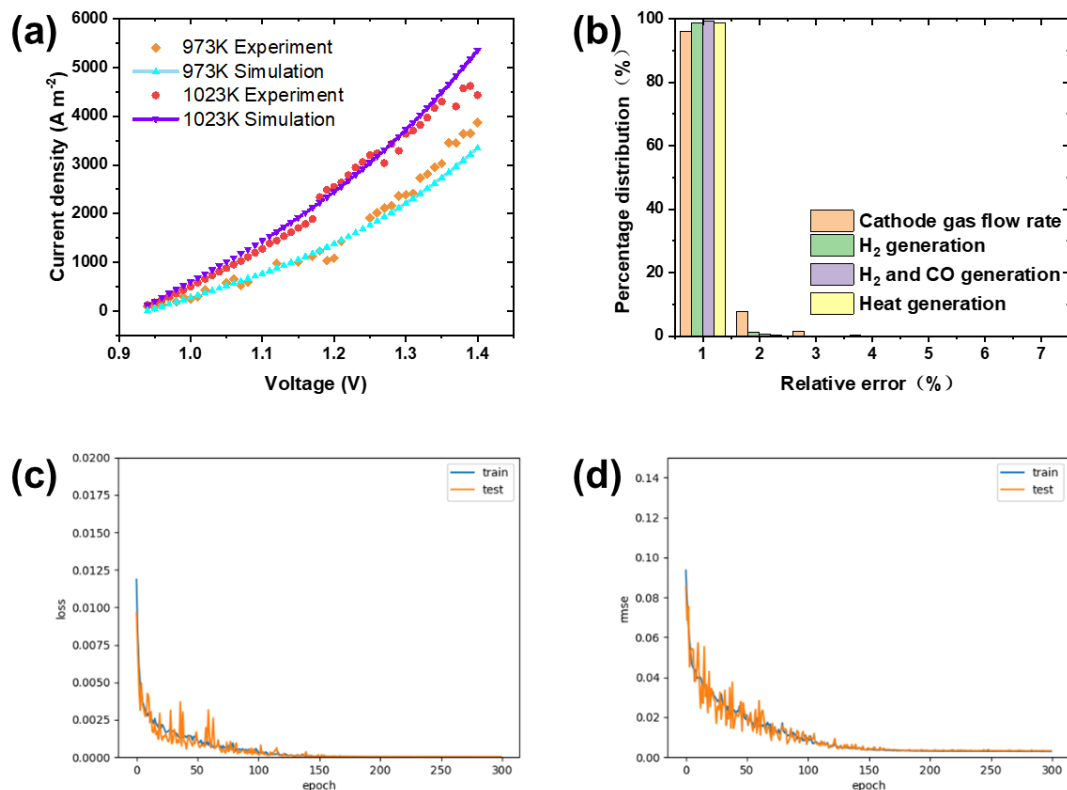 (a)
Current density (A m⁻²)
6000
5000
4000
3000
2000
1000
0
973K Experiment
973K Simulation
1023K Experiment
1023K Simulation
0.9 1.0 1.1 1.2 1.3 1.4
Voltage (V)
(b)
Percentage distribution（%）
100
80
60
40
20
0
Cathode gas flow rate
H₂ generation
H₂ and CO generation
Heat generation
1 2 3 4 5 6 7
Relative error（%）
(c)
loss
0.0200
0.0175
0.0150
0.0125
0.0100
0.0075
0.0050
0.0025
0.0000
train
test
0 50 100 150 200 250 300
epoch
(d)
rmse
0.14
0.12
0.10
0.08
0.06
0.04
0.02
0.00
train
test
0 50 100 150 200 250 300
epoch